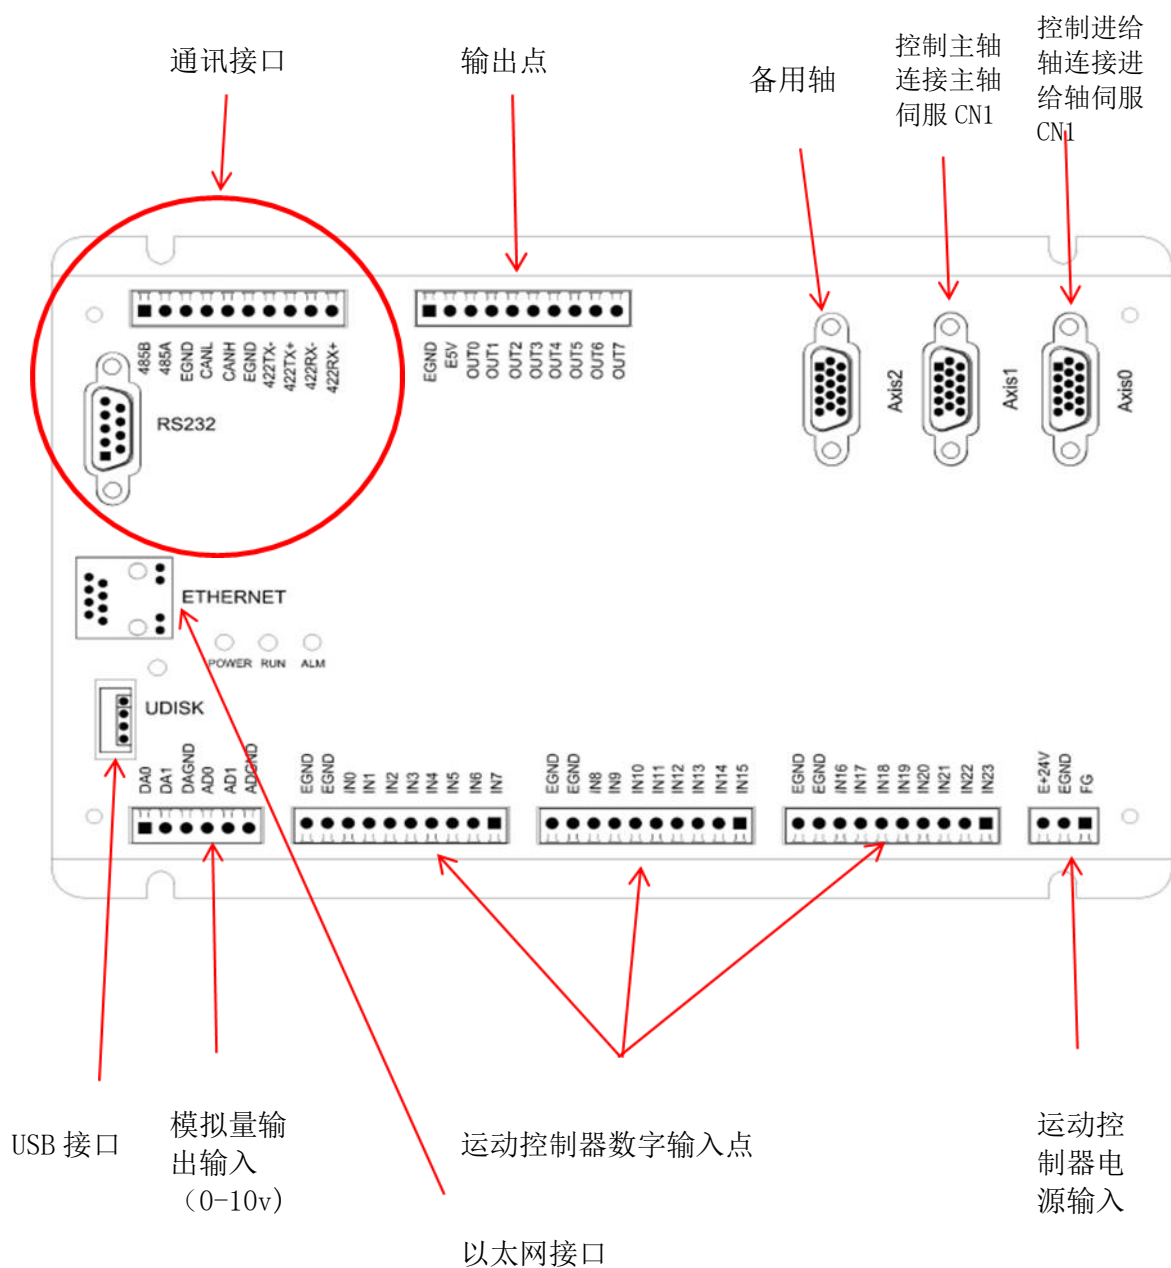 通讯接口
输出点
备用轴
控制主轴
连接主轴
伺服 CN1
控制进给
轴连接进
给轴伺服
CN1
485B
485A
EGND
CANL
CANH
EGND
422TX-
422TX+
422RX-
422RX+
EGND
E5V
OUT0
OUT1
OUT2
OUT3
OUT4
OUT5
OUT6
OUT7
Axis2
Axis1
Axis0
RS232
ETHERNET
POWER
RUN
ALM
UDISK
DA0
DA1
DAGND
AD0
AD1
ADGND
EGND
EGND
IN0
IN1
IN2
IN3
IN4
IN5
IN6
IN7
EGND
EGND
IN8
IN9
IN10
IN11
IN12
IN13
IN14
IN15
EGND
EGND
IN16
IN17
IN18
IN19
IN20
IN21
IN22
IN23
E+24V
EGND
FG
USB 接口
模拟量输
出输入
（0-10v)
运动控制器数字输入点
运动控
制器电
源输入
以太网接口